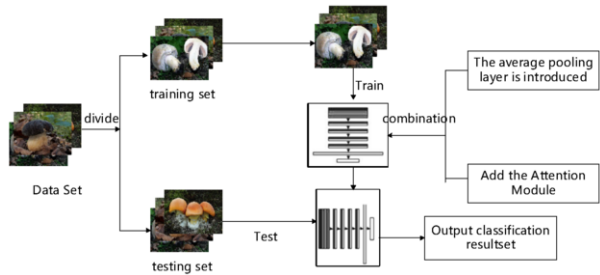 training set
Train
The average pooling
layer is introduced
divide
combination
Data Set
Add the Attention
Module
testing set
Test
Output classification
resultset